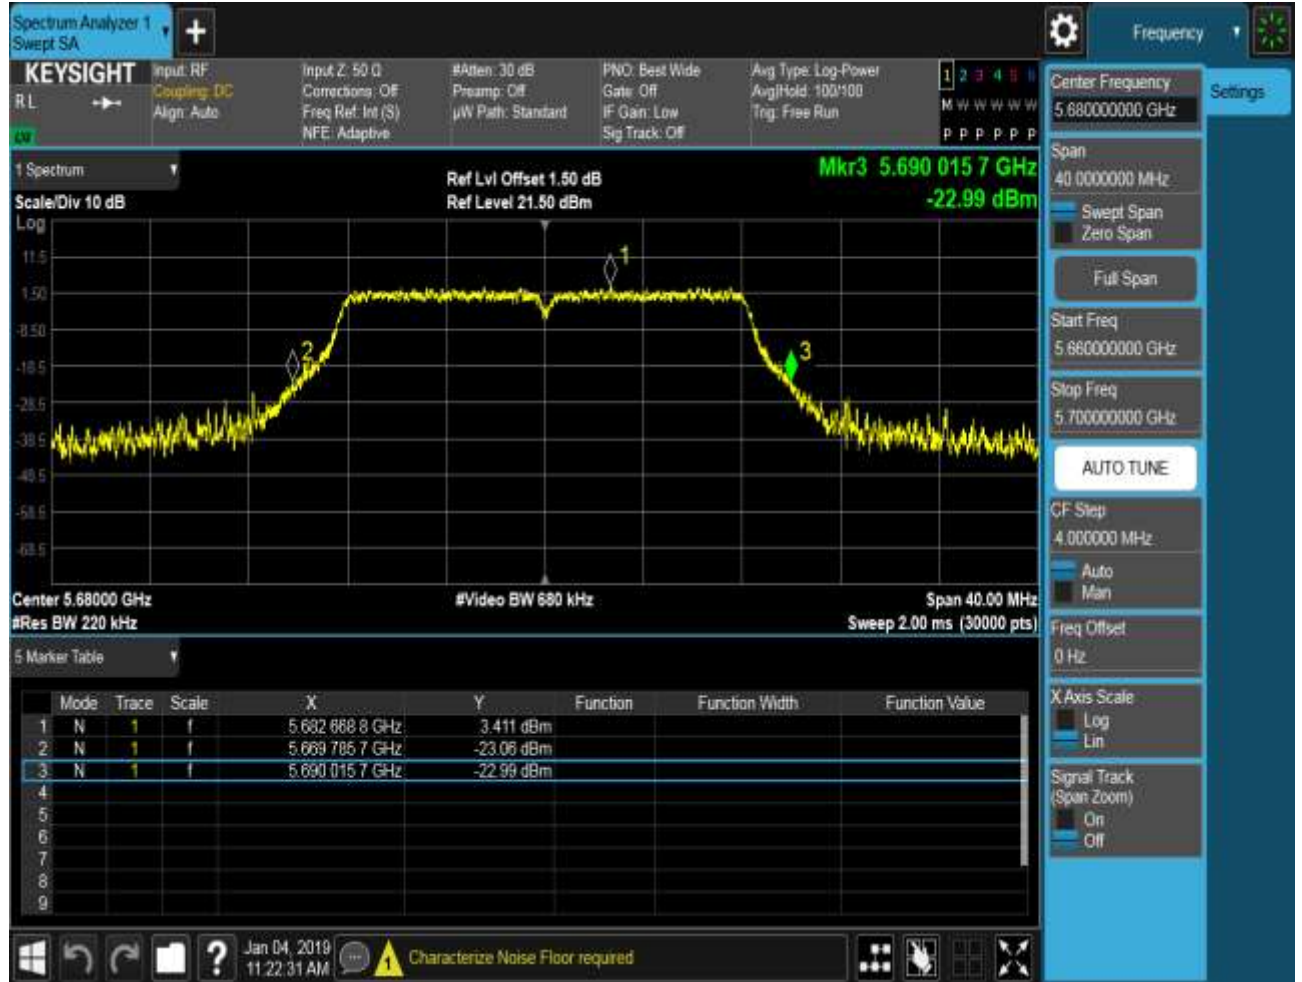 Spectrum Analyzer 1
Swept SA
+
Frequency
KEYSIGHT
RL
Input: RF
Coupling: DC
Align: Auto
Input Z: 50 Ω
Corrections: Off
Freq Ref: Int (S)
NFE: Adaptive
#Atten: 30 dB
Preamp: Off
µW Path: Standard
PNO: Best Wide
Gate: Off
IF Gain: Low
Sig Track: Off
Avg Type: Log-Power
Avg|Hold: 100/100
Trig: Free Run
1 2 3 4 5 6
M W W W W W
P P P P P P
1 Spectrum
Scale/Div 10 dB
Log
Ref Lvl Offset 1.50 dB
Ref Level 21.50 dBm
Mkr3 5.690 015 7 GHz
-22.99 dBm
11.5
1.50
-8.50
-18.5
-28.5
-38.5
-48.5
-58.5
-68.5
1
2
3
Center 5.68000 GHz
#Res BW 220 kHz
#Video BW 680 kHz
Span 40.00 MHz
Sweep 2.00 ms (30000 pts)
5 Marker Table
Mode Trace Scale X Y Function Function Width Function Value
1 N 1 f 5.682 668 8 GHz 3.411 dBm
2 N 1 f 5.669 785 7 GHz -23.06 dBm
3 N 1 f 5.690 015 7 GHz -22.99 dBm
4
5
6
7
8
9
Center Frequency
5.680000000 GHz
Settings
Span
40.0000000 MHz
Swept Span
Zero Span
Full Span
Start Freq
5.660000000 GHz
Stop Freq
5.700000000 GHz
AUTO TUNE
CF Step
4.000000 MHz
Auto
Man
Freq Offset
0 Hz
X Axis Scale
Log
Lin
Signal Track
(Span Zoom)
On
Off
?
Jan 04, 2019
11:22:31 AM
1
Characterize Noise Floor required